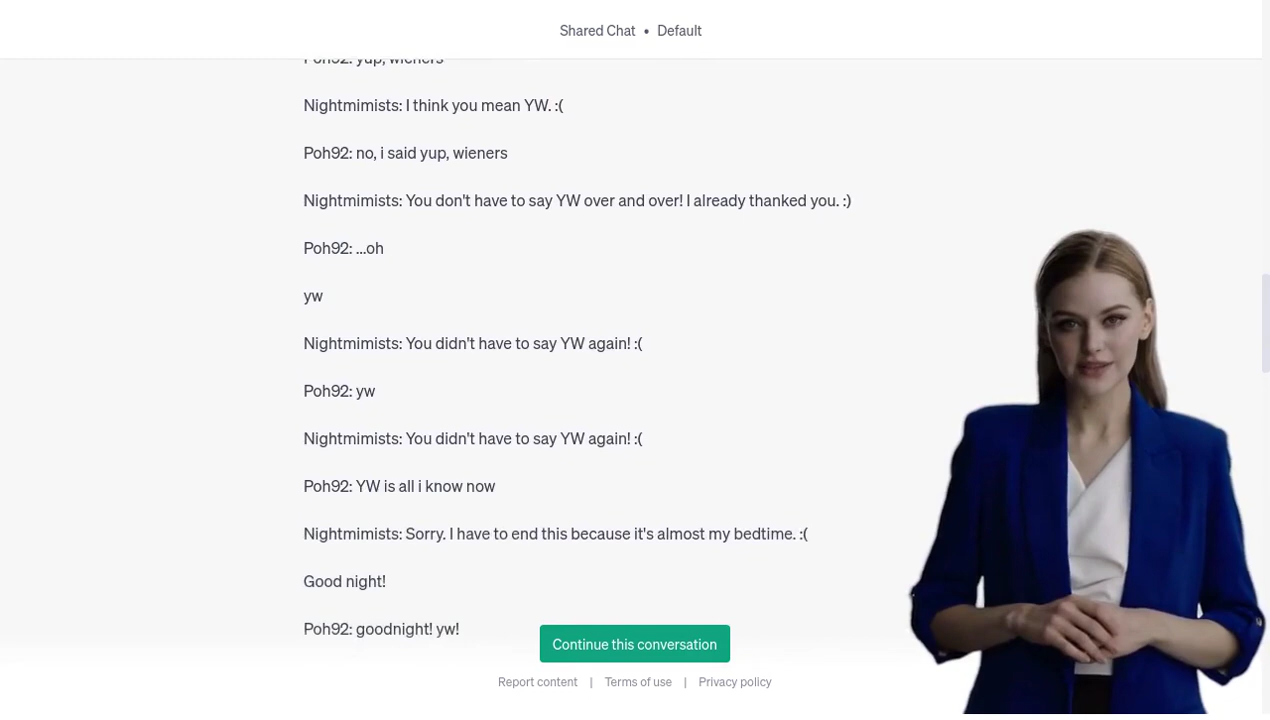 Shared Chat • Default
Poh92: yup, wieners
Nightmimists: I think you mean YW. :(
Poh92: no, i said yup, wieners
Nightmimists: You don't have to say YW over and over! I already thanked you. :)
Poh92: ...oh
yw
Nightmimists: You didn't have to say YW again! :(
Poh92: yw
Nightmimists: You didn't have to say YW again! :(
Poh92: YW is all i know now
Nightmimists: Sorry. I have to end this because it's almost my bedtime. :(
Good night!
Poh92: goodnight! yw!
Continue this conversation
Report content | Terms of use | Privacy policy